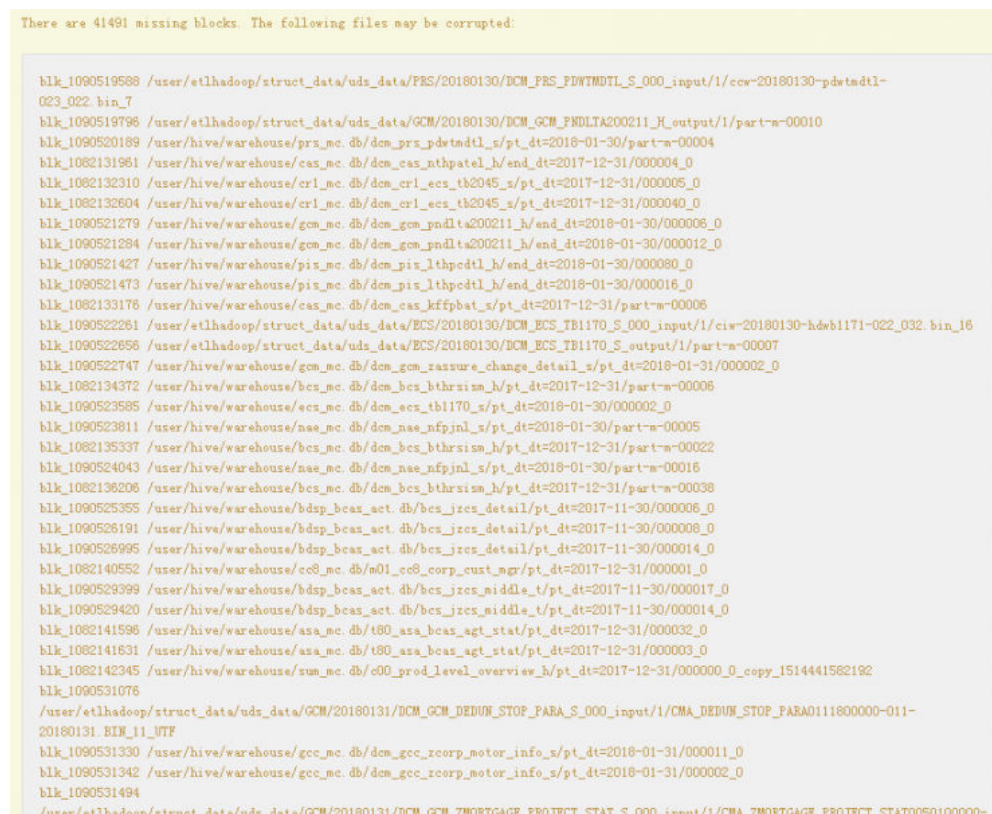 There are 41491 missing blocks. The following files may be corrupted:
blk_1090519588 /user/etlhadoop/struct_data/uds_data/PRS/20180130/DCM_PRS_PDWTMDTL_S_000_input/1/ccw-20180130-pdwtmdtl-
023_022.bin_7
blk_1090519796 /user/etlhadoop/struct_data/uds_data/GCM/20180130/DCM_GCM_PNDLTA200211_H_output/1/part-m-00010
blk_1090520189 /user/hive/warehouse/prs_mc.db/dcm_prs_pdwtmdtl_s/pt_dt=2018-01-30/part-m-00004
blk_1082131961 /user/hive/warehouse/cas_mc.db/dcm_cas_nthpatel_h/end_dt=2017-12-31/000004_0
blk_1082132310 /user/hive/warehouse/cr1_mc.db/dcm_cr1_ecs_tb2045_s/pt_dt=2017-12-31/000005_0
blk_1082132604 /user/hive/warehouse/cr1_mc.db/dcm_cr1_ecs_tb2045_s/pt_dt=2017-12-31/000040_0
blk_1090521279 /user/hive/warehouse/gcm_mc.db/dcm_gcm_pndlta200211_h/end_dt=2018-01-30/000006_0
blk_1090521284 /user/hive/warehouse/gcm_mc.db/dcm_gcm_pndlta200211_h/end_dt=2018-01-30/000012_0
blk_1090521427 /user/hive/warehouse/pis_mc.db/dcm_pis_lthpcdtl_h/end_dt=2018-01-30/000080_0
blk_1090521473 /user/hive/warehouse/pis_mc.db/dcm_pis_lthpcdtl_h/end_dt=2018-01-30/000016_0
blk_1082133176 /user/hive/warehouse/cas_mc.db/dcm_cas_kffpbat_s/pt_dt=2017-12-31/part-m-00006
blk_1090522261 /user/etlhadoop/struct_data/uds_data/ECS/20180130/DCM_ECS_TB1170_S_000_input/1/ciw-20180130-hdwb1171-022_032.bin_16
blk_1090522656 /user/etlhadoop/struct_data/uds_data/ECS/20180130/DCM_ECS_TB1170_S_output/1/part-m-00007
blk_1090522747 /user/hive/warehouse/gcm_mc.db/dcm_gcm_zassure_change_detail_s/pt_dt=2018-01-31/000002_0
blk_1082134372 /user/hive/warehouse/bcs_mc.db/dcm_bcs_bthrsism_h/pt_dt=2017-12-31/part-m-00006
blk_1090523585 /user/hive/warehouse/ecs_mc.db/dcm_ecs_tb1170_s/pt_dt=2018-01-30/000002_0
blk_1090523811 /user/hive/warehouse/nae_mc.db/dcm_nae_nfpjnl_s/pt_dt=2018-01-30/part-m-00005
blk_1082135337 /user/hive/warehouse/bcs_mc.db/dcm_bcs_bthrsism_h/pt_dt=2017-12-31/part-m-00022
blk_1090524043 /user/hive/warehouse/nae_mc.db/dcm_nae_nfpjnl_s/pt_dt=2018-01-30/part-m-00016
blk_1082136206 /user/hive/warehouse/bcs_mc.db/dcm_bcs_bthrsism_h/pt_dt=2017-12-31/part-m-00038
blk_1090525355 /user/hive/warehouse/bdsp_bcas_act.db/bcs_jzcs_detail/pt_dt=2017-11-30/000006_0
blk_1090526191 /user/hive/warehouse/bdsp_bcas_act.db/bcs_jzcs_detail/pt_dt=2017-11-30/000008_0
blk_1090526995 /user/hive/warehouse/bdsp_bcas_act.db/bcs_jzcs_detail/pt_dt=2017-11-30/000014_0
blk_1082140552 /user/hive/warehouse/cc8_mc.db/m01_cc8_corp_cust_mgr/pt_dt=2017-12-31/000001_0
blk_1090529399 /user/hive/warehouse/bdsp_bcas_act.db/bcs_jzcs_middle_t/pt_dt=2017-11-30/000017_0
blk_1090529420 /user/hive/warehouse/bdsp_bcas_act.db/bcs_jzcs_middle_t/pt_dt=2017-11-30/000014_0
blk_1082141596 /user/hive/warehouse/asa_mc.db/t80_asa_bcas_agt_stat/pt_dt=2017-12-31/000032_0
blk_1082141631 /user/hive/warehouse/asa_mc.db/t80_asa_bcas_agt_stat/pt_dt=2017-12-31/000003_0
blk_1082142345 /user/hive/warehouse/sum_mc.db/c00_prod_level_overview_h/pt_dt=2017-12-31/000000_0_copy_1514441582192
blk_1090531076
/user/etlhadoop/struct_data/uds_data/GCM/20180131/DCM_GCM_DEDUN_STOP_PARA_S_000_input/1/CMA_DEDUN_STOP_PARA0111800000-011-
20180131.BIN_11_UTF
blk_1090531330 /user/hive/warehouse/gcc_mc.db/dcm_gcc_zcorp_motor_info_s/pt_dt=2018-01-31/000011_0
blk_1090531342 /user/hive/warehouse/gcc_mc.db/dcm_gcc_zcorp_motor_info_s/pt_dt=2018-01-31/000002_0
blk_1090531494
/user/etlhadoop/struct_data/uds_data/GCM/20180131/DCM_GCM_ZMORTGAGE_PROJECT_STAT_S_000_input/1/CMA_ZMORTGAGE_PROJECT_STAT0050100000-